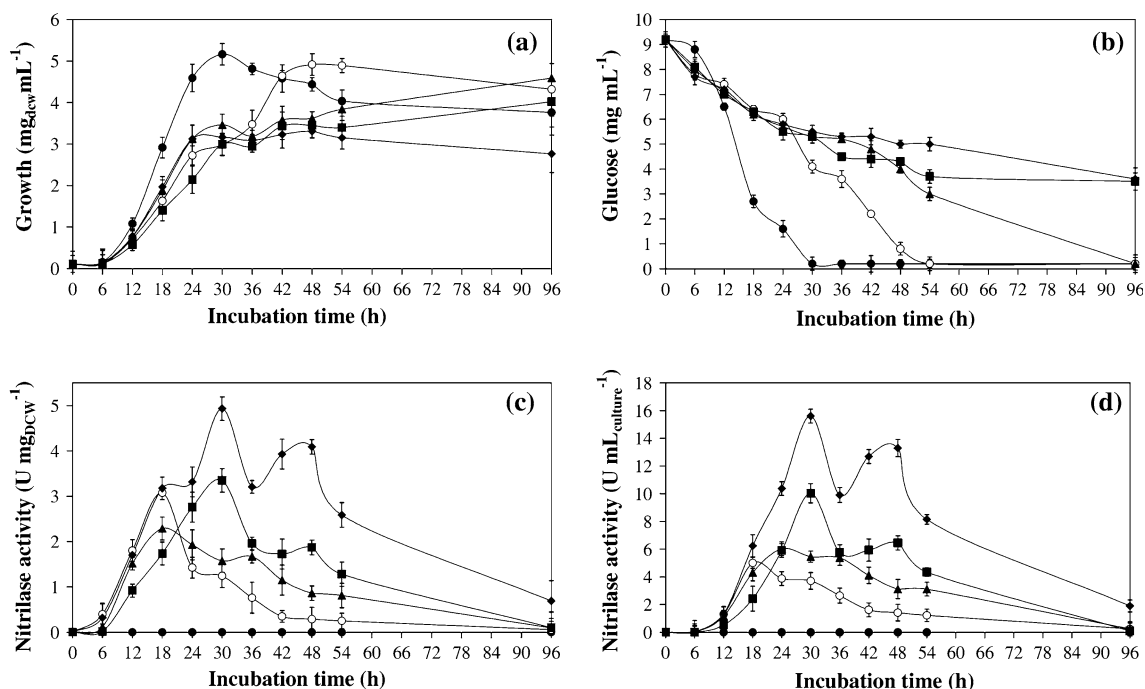 (a)
Growth (mg_dcw mL⁻¹)
6
5
4
3
2
1
0
0 6 12 18 24 30 36 42 48 54 60 66 72 78 84 90 96
Incubation time (h)
(b)
Glucose (mg mL⁻¹)
10
9
8
7
6
5
4
3
2
1
0
0 6 12 18 24 30 36 42 48 54 60 66 72 78 84 90 96
Incubation time (h)
(c)
Nitrilase activity (U mg_DCW⁻¹)
5
4
3
2
1
0
0 6 12 18 24 30 36 42 48 54 60 66 72 78 84 90 96
Incubation time (h)
(d)
Nitrilase activity (U mL_culture⁻¹)
18
16
14
12
10
8
6
4
2
0
0 6 12 18 24 30 36 42 48 54 60 66 72 78 84 90 96
Incubation time (h)